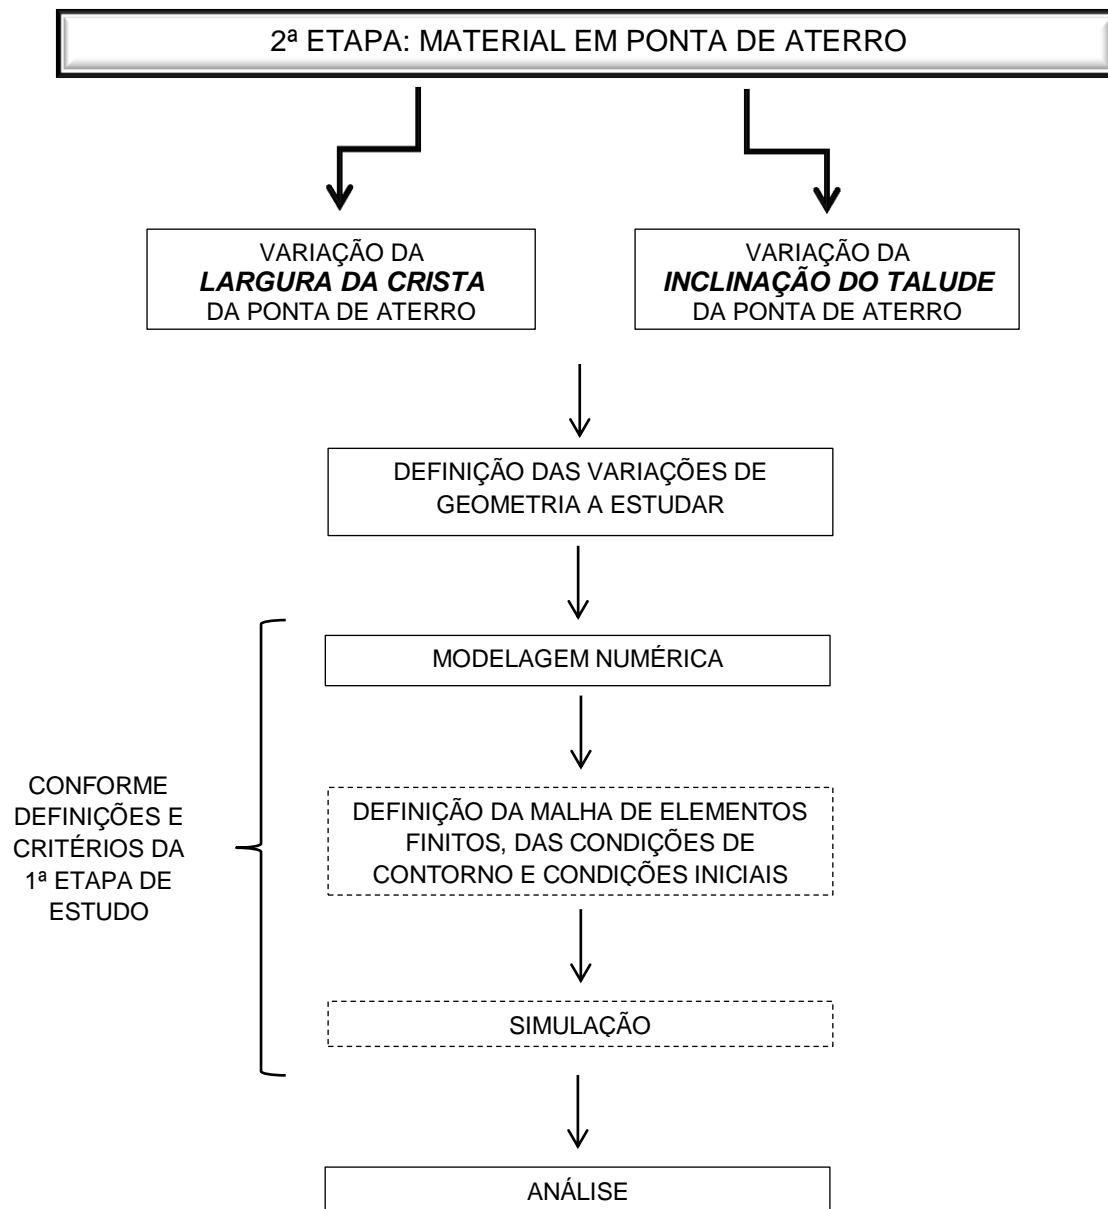 2ª ETAPA: MATERIAL EM PONTA DE ATERRO
VARIAÇÃO DA
LARGURA DA CRISTA
DA PONTA DE ATERRO
VARIAÇÃO DA
INCLINAÇÃO DO TALUDE
DA PONTA DE ATERRO
DEFINIÇÃO DAS VARIAÇÕES DE
GEOMETRIA A ESTUDAR
MODELAGEM NUMÉRICA
CONFORME
DEFINIÇÕES E
CRITÉRIOS DA
1ª ETAPA DE
ESTUDO
DEFINIÇÃO DA MALHA DE ELEMENTOS
FINITOS, DAS CONDIÇÕES DE
CONTORNO E CONDIÇÕES INICIAIS
SIMULAÇÃO
ANÁLISE